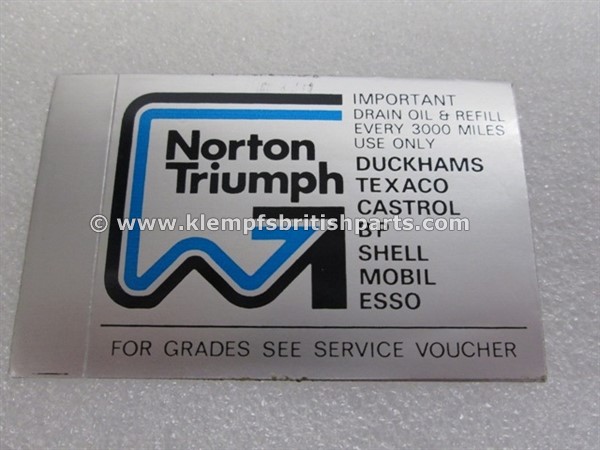 Norton
Triumph
IMPORTANT
DRAIN OIL & REFILL
EVERY 3000 MILES
USE ONLY
DUCKHAMS
TEXACO
CASTROL
BP
SHELL
MOBIL
ESSO
FOR GRADES SEE SERVICE VOUCHER
© www.klempfsbritishparts.com